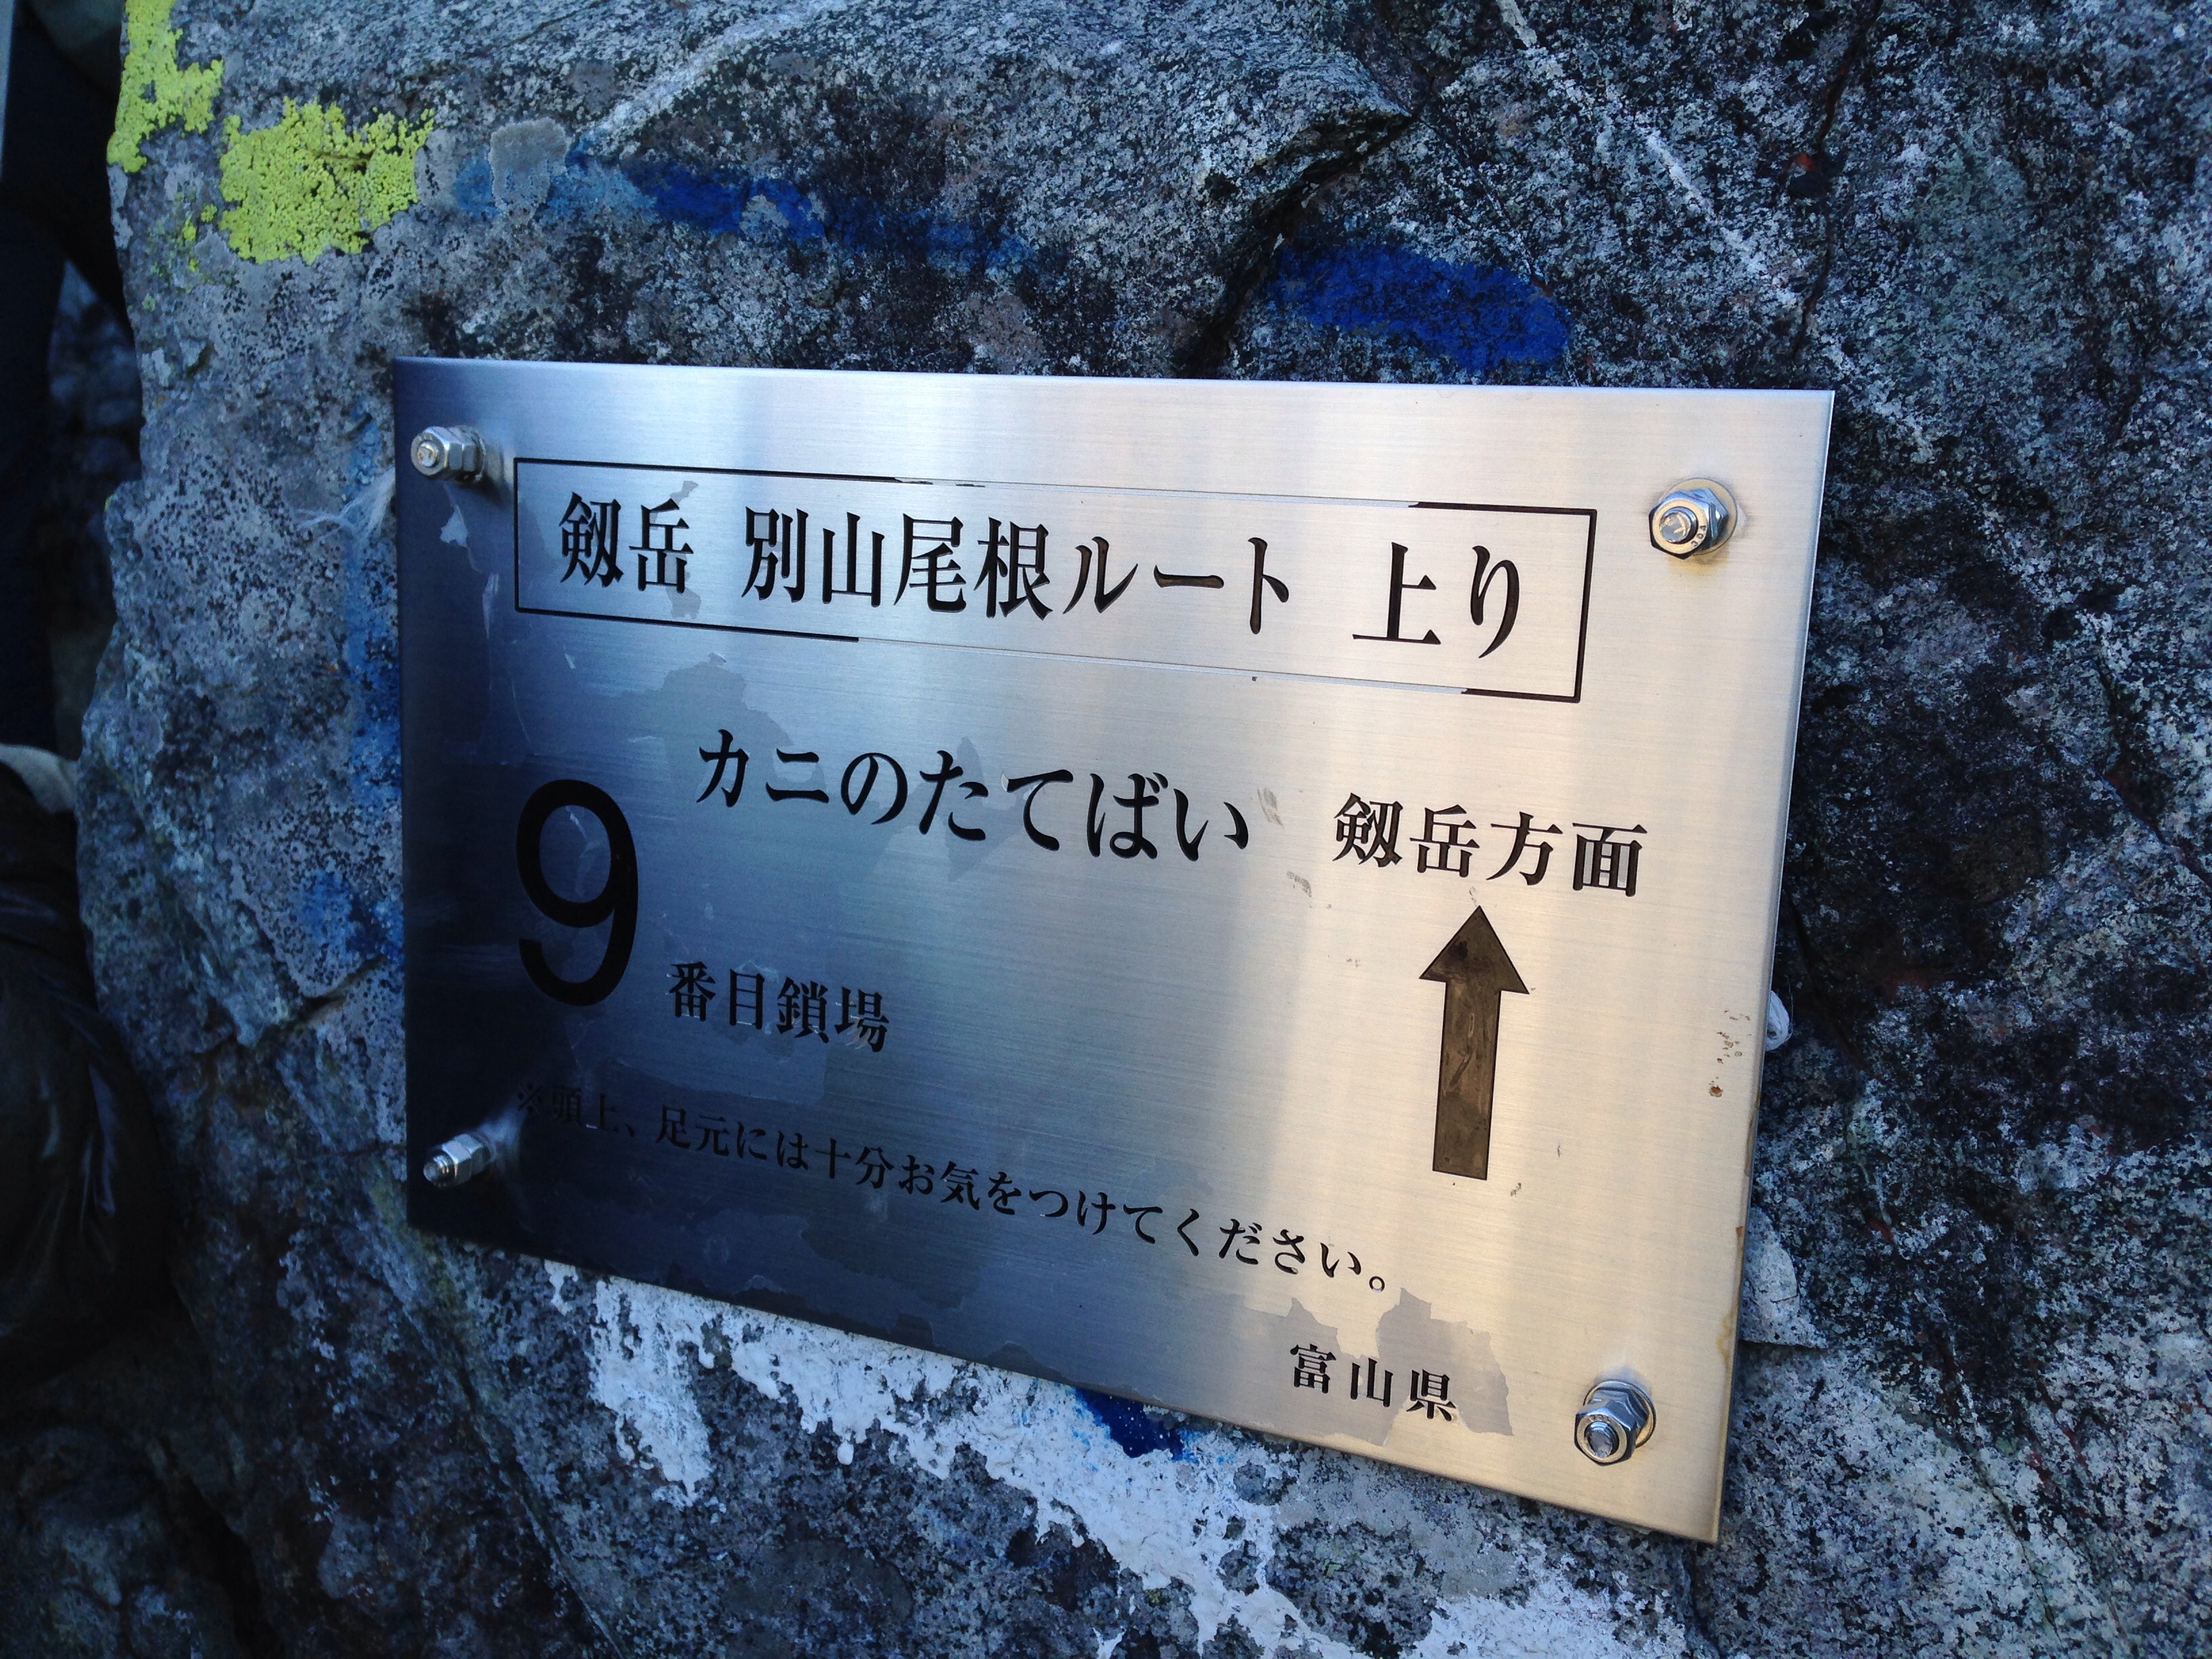 剱岳 別山尾根ルート 上り
カニのたてばい
剱岳方面
9番目鎖場
※頭上、足元には十分お気をつけてください。
富山県